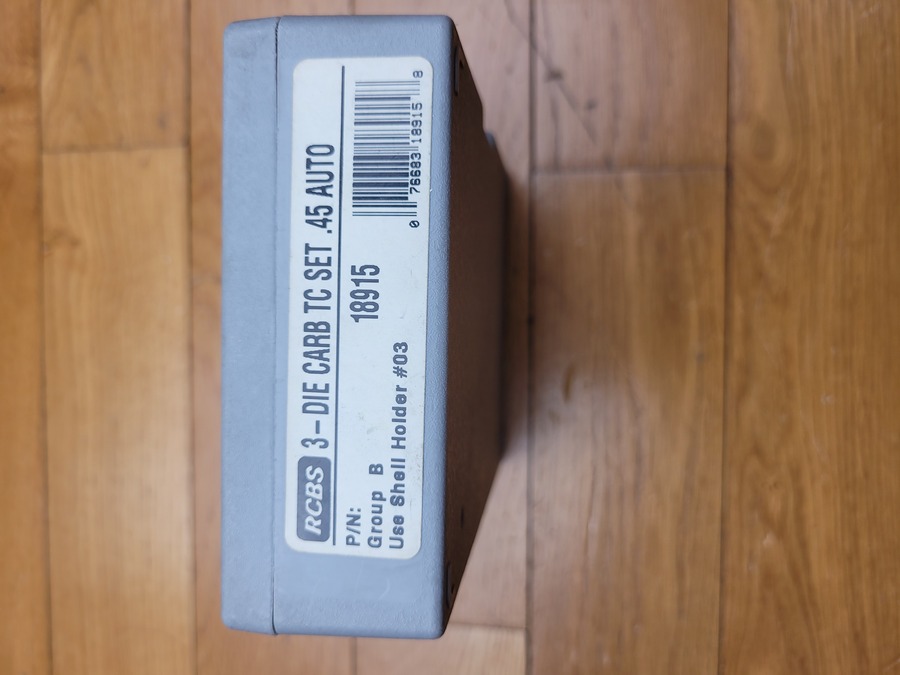 RCBS 3-DIE CARB TC SET .45 AUTO
P/N: 18915
Group B
Use Shell Holder #03
0 76683 18915 8